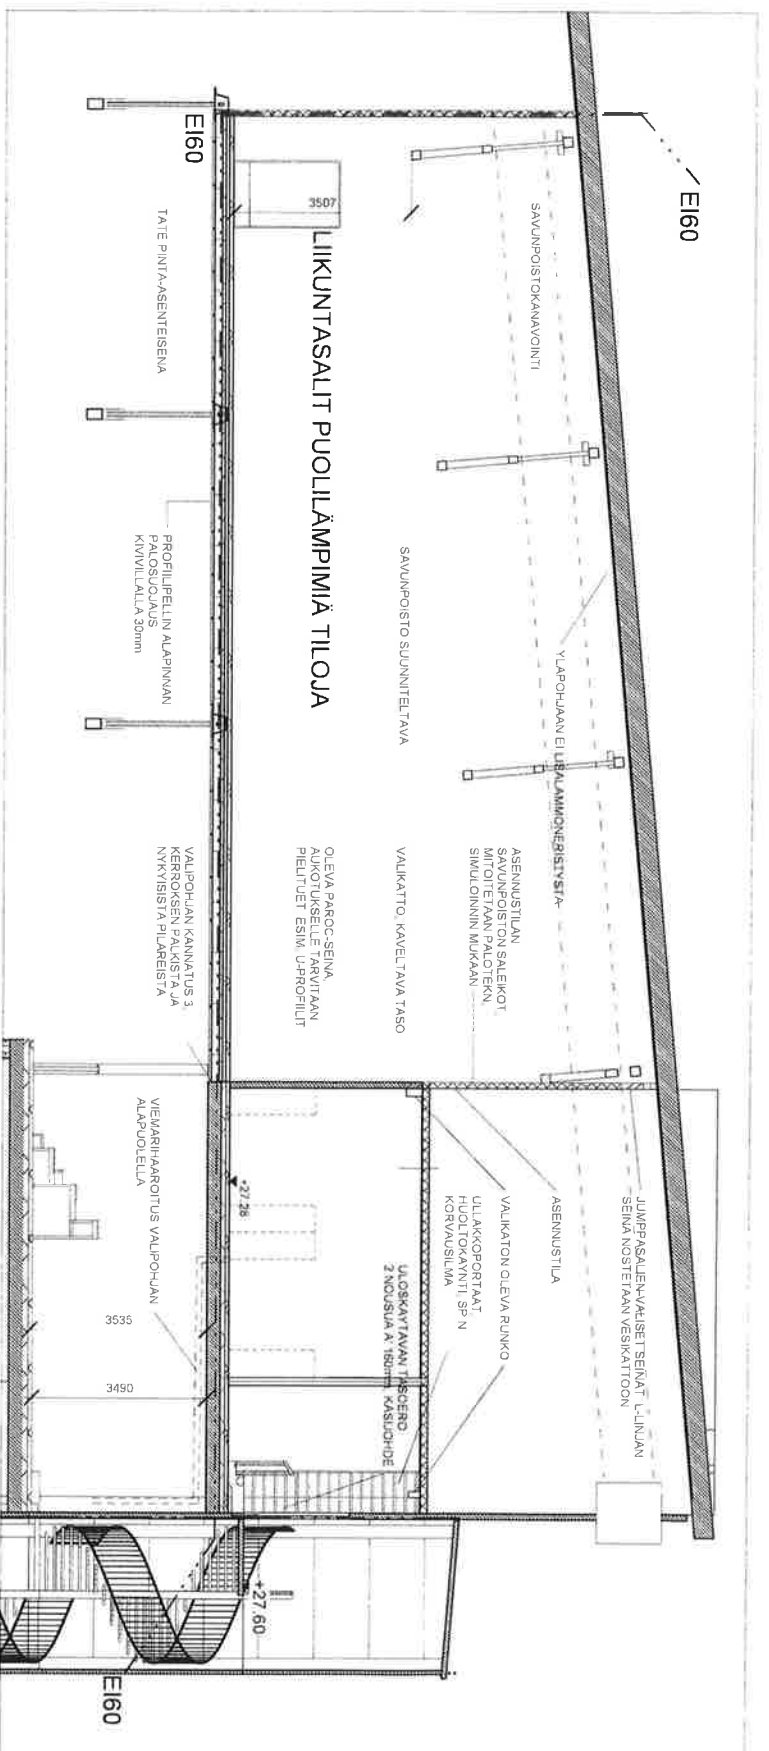 EI60
SAVUNPOISTOKANAVOINTI
YLÄPOHJAAN EI LISÄLÄMMÖNERISTYSTÄ
JUMPPASALIEN VÄLISET SEINÄT L-LINJAN
SEINÄ NOSTETAAN VESIKATTOON
ASENNUSTILAN
SAVUNPOISTON SÄLEIKÖT
MITOITETAAN PALOTEKN.
SIMULOINNIN MUKAAN
ASENNUSTILA
SAVUNPOISTO SUUNNITELTAVA
VÄLIKATTO, KÄVELTÄVÄ TASO
VÄLIKATON OLEVA RUNKO
ULLAKKOPORTAAT,
HUOLTOKÄYNTI, SP:N
KORVAUSILMA
ULOSKÄYTÄVÄN TASOERO
2 NOUSUA Á 160mm, KÄSIJOHDE
3507
LIIKUNTASALIT PUOLILÄMPIMIÄ TILOJA
OLEVA PAROC-SEINÄ,
AUKOTUKSELLE TARVITAAN
PIELITUET ESIM. U-PROFIILIT
+27.28
+27.60
EI60
TATE PINTA-ASENTEISENA
PROFIILIPELLIN ALAPINNAN
PALOSUOJAUS
KIVIVILLALLA 30mm
VÄLIPOHJAN KANNATUS 3.
KERROKSEN PALKISTA JA
NYKYISISTÄ PILAREISTA
VIEMÄRIHAAROITUS VÄLIPOHJAN
ALAPUOLELLA
3535
3490
EI60